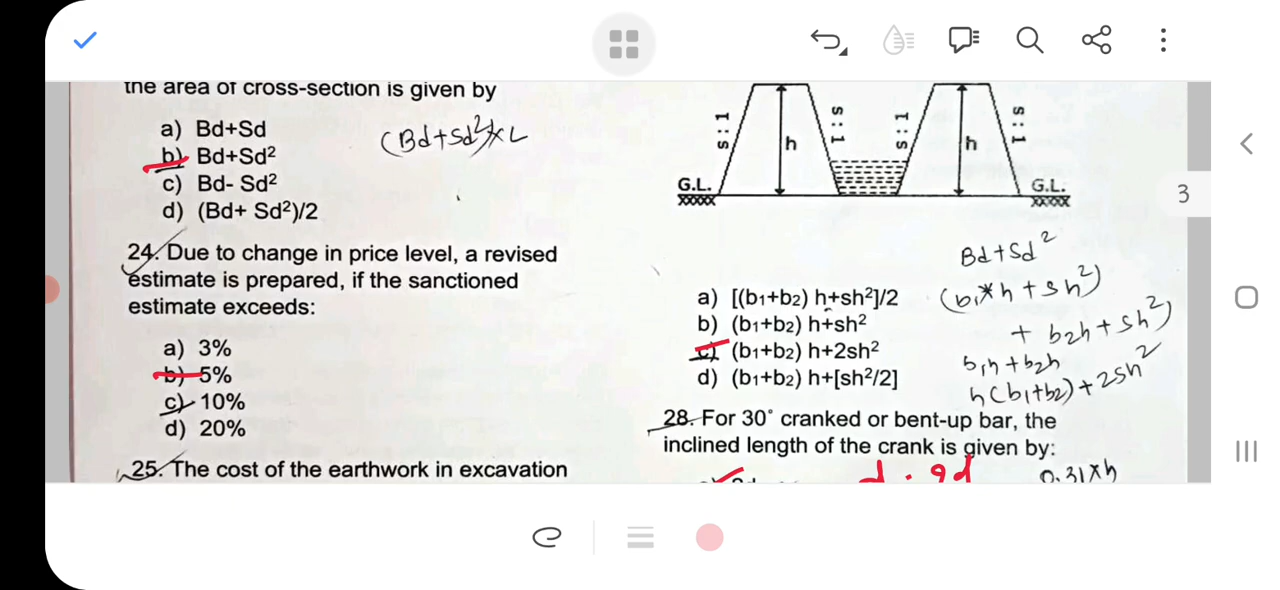 the area of cross-section is given by
a) Bd+Sd
b) Bd+Sd²
c) Bd- Sd²
d) (Bd+ Sd²)/2
(Bd+Sd²)×L
24. Due to change in price level, a revised
estimate is prepared, if the sanctioned
estimate exceeds:
a) 3%
b) 5%
c) 10%
d) 20%
25. The cost of the earthwork in excavation
s : 1
h
s : 1
s : 1
h
s : 1
G.L.
G.L.
3
Bd+Sd²
a) [(b₁+b₂) h+sh²]/2
b) (b₁+b₂) h+sh²
c) (b₁+b₂) h+2sh²
d) (b₁+b₂) h+[sh²/2]
(b₁*h + sh²)
+ b2h + sh²)
b₁h + b2h
h(b₁+b2) + 2sh²
28. For 30° cranked or bent-up bar, the
inclined length of the crank is given by:
0.31×h